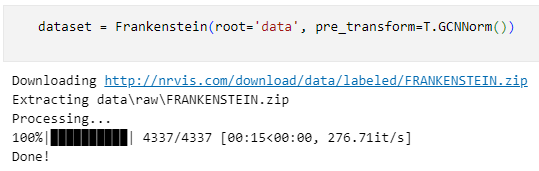 dataset = Frankenstein(root='data', pre_transform=T.GCNNorm())
Downloading http://nrvis.com/download/data/labeled/FRANKENSTEIN.zip
Extracting data\raw\FRANKENSTEIN.zip
Processing...
100%|██████████| 4337/4337 [00:15<00:00, 276.71it/s]
Done!